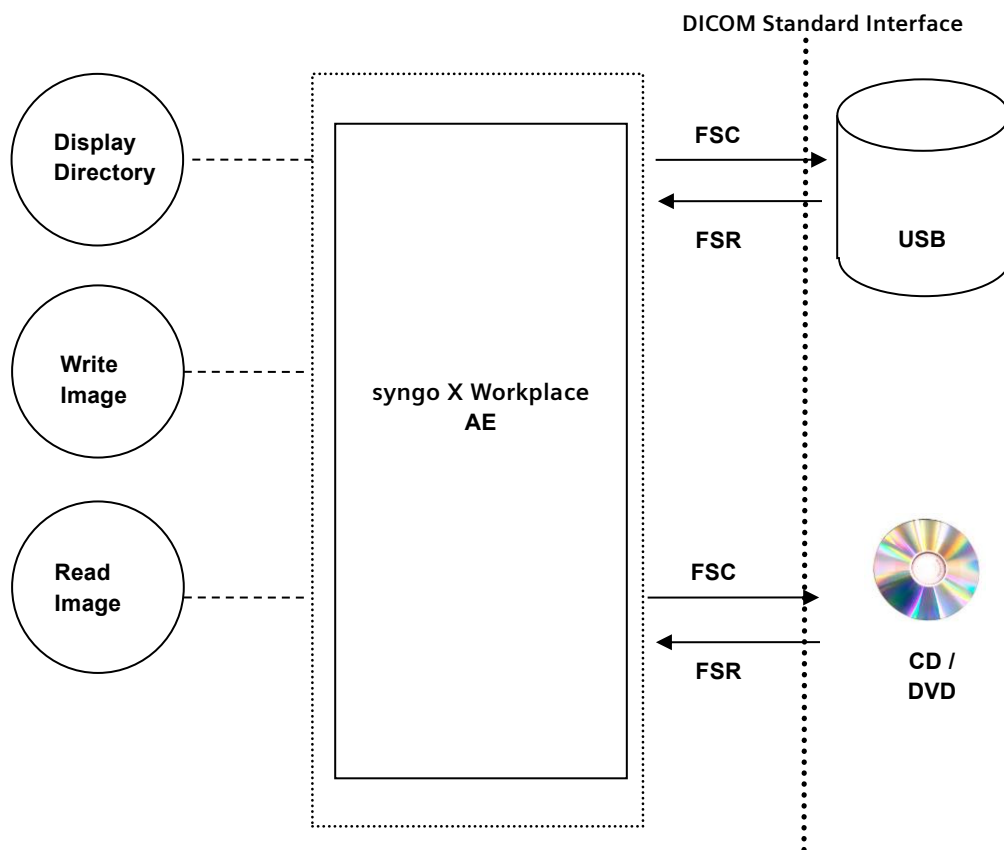 DICOM Standard Interface
Display
Directory
FSC
FSR
USB
Write
Image
syngo X Workplace
AE
Read
Image
FSC
FSR
CD /
DVD